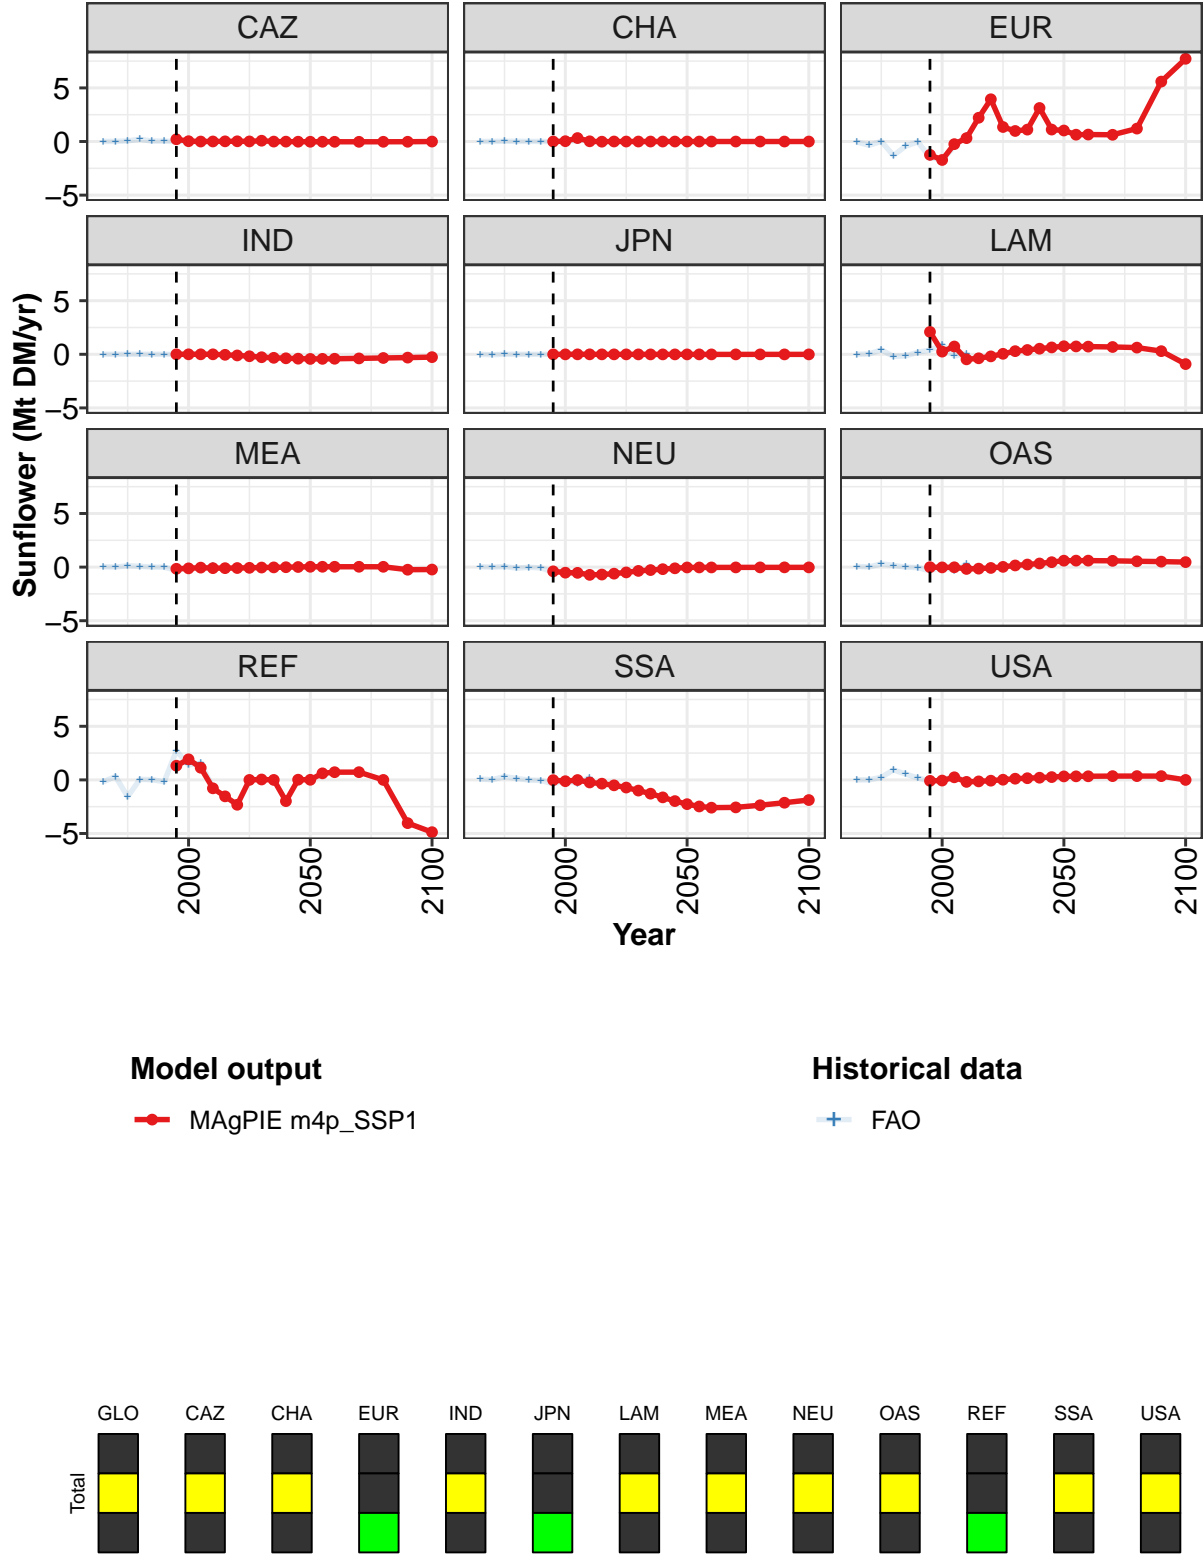 CAZ CHA EUR
5
0
−5
IND JPN LAM
5
0
−5
MEA NEU OAS
5
0
−5
REF SSA USA
5
0
−5
2000 2050 2100 2000 2050 2100 2000 2050 2100
Year
Sunflower (Mt DM/yr)
Model output
MAgPIE m4p_SSP1
Historical data
FAO
GLO CAZ CHA EUR IND JPN LAM MEA NEU OAS REF SSA USA
Total